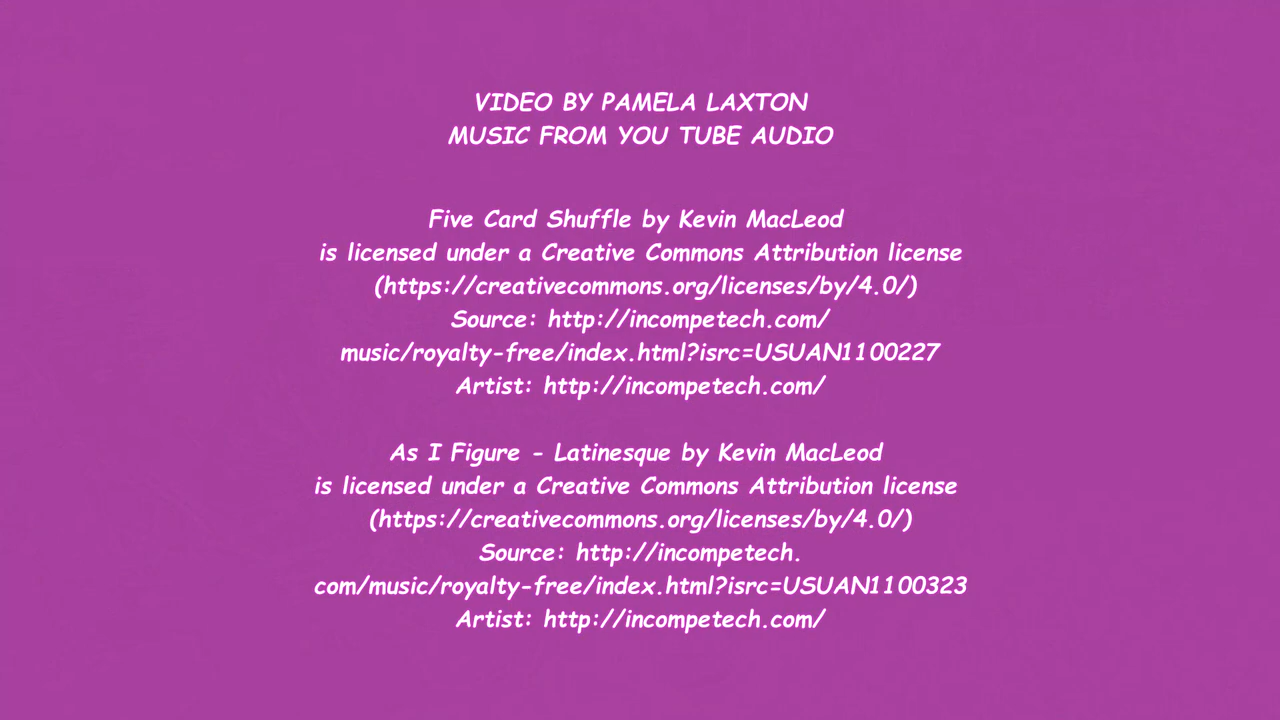 VIDEO BY PAMELA LAXTON
MUSIC FROM YOU TUBE AUDIO
Five Card Shuffle by Kevin MacLeod
is licensed under a Creative Commons Attribution license
(https://creativecommons.org/licenses/by/4.0/)
Source: http://incompetech.com/
music/royalty-free/index.html?isrc=USUAN1100227
Artist: http://incompetech.com/
As I Figure - Latinesque by Kevin MacLeod
is licensed under a Creative Commons Attribution license
(https://creativecommons.org/licenses/by/4.0/)
Source: http://incompetech.
com/music/royalty-free/index.html?isrc=USUAN1100323
Artist: http://incompetech.com/